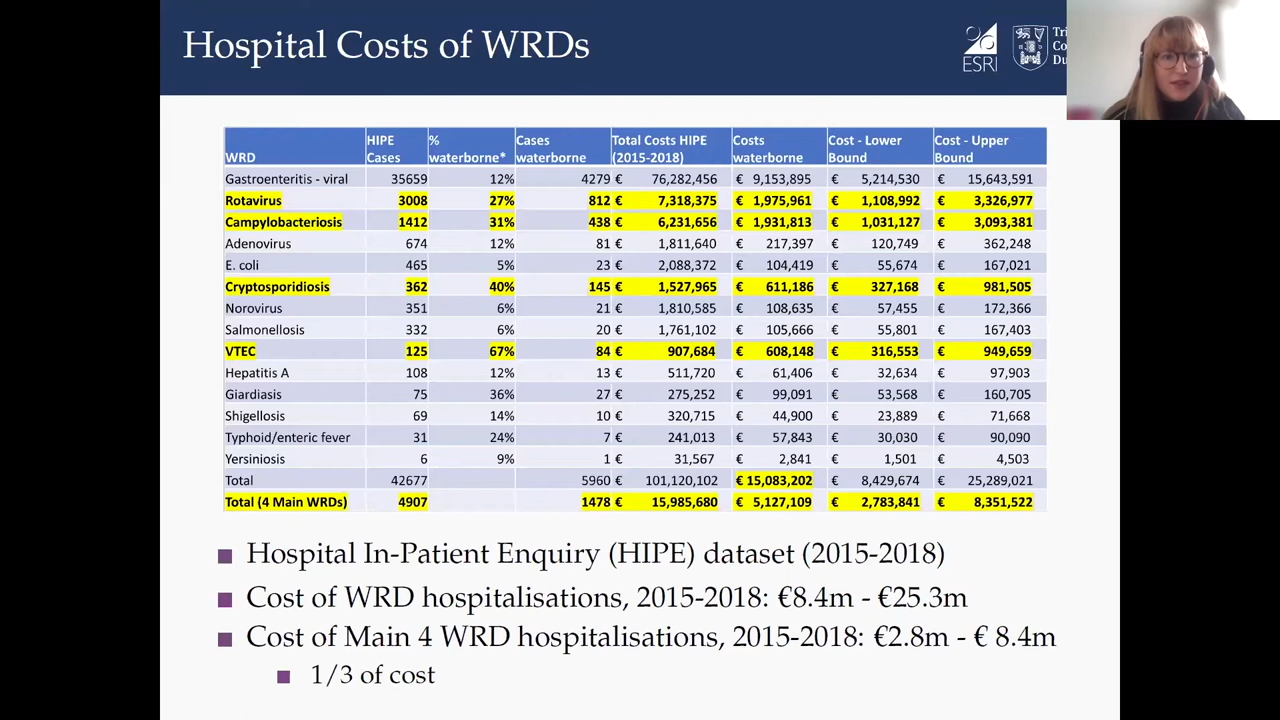 Hospital Costs of WRDs
ESRI
Tri
Co
Du
WRD HIPE Cases % waterborne* Cases waterborne Total Costs HIPE (2015-2018) Costs waterborne Cost - Lower Bound Cost - Upper Bound
Gastroenteritis - viral 35659 12% 4279 € 76,282,456 € 9,153,895 € 5,214,530 € 15,643,591
Rotavirus 3008 27% 812 € 7,318,375 € 1,975,961 € 1,108,992 € 3,326,977
Campylobacteriosis 1412 31% 438 € 6,231,656 € 1,931,813 € 1,031,127 € 3,093,381
Adenovirus 674 12% 81 € 1,811,640 € 217,397 € 120,749 € 362,248
E. coli 465 5% 23 € 2,088,372 € 104,419 € 55,674 € 167,021
Cryptosporidiosis 362 40% 145 € 1,527,965 € 611,186 € 327,168 € 981,505
Norovirus 351 6% 21 € 1,810,585 € 108,635 € 57,455 € 172,366
Salmonellosis 332 6% 20 € 1,761,102 € 105,666 € 55,801 € 167,403
VTEC 125 67% 84 € 907,684 € 608,148 € 316,553 € 949,659
Hepatitis A 108 12% 13 € 511,720 € 61,406 € 32,634 € 97,903
Giardiasis 75 36% 27 € 275,252 € 99,091 € 53,568 € 160,705
Shigellosis 69 14% 10 € 320,715 € 44,900 € 23,889 € 71,668
Typhoid/enteric fever 31 24% 7 € 241,013 € 57,843 € 30,030 € 90,090
Yersiniosis 6 9% 1 € 31,567 € 2,841 € 1,501 € 4,503
Total 42677 5960 € 101,120,102 € 15,083,202 € 8,429,674 € 25,289,021
Total (4 Main WRDs) 4907 1478 € 15,985,680 € 5,127,109 € 2,783,841 € 8,351,522
Hospital In-Patient Enquiry (HIPE) dataset (2015-2018)
Cost of WRD hospitalisations, 2015-2018: €8.4m - €25.3m
Cost of Main 4 WRD hospitalisations, 2015-2018: €2.8m - € 8.4m
1/3 of cost